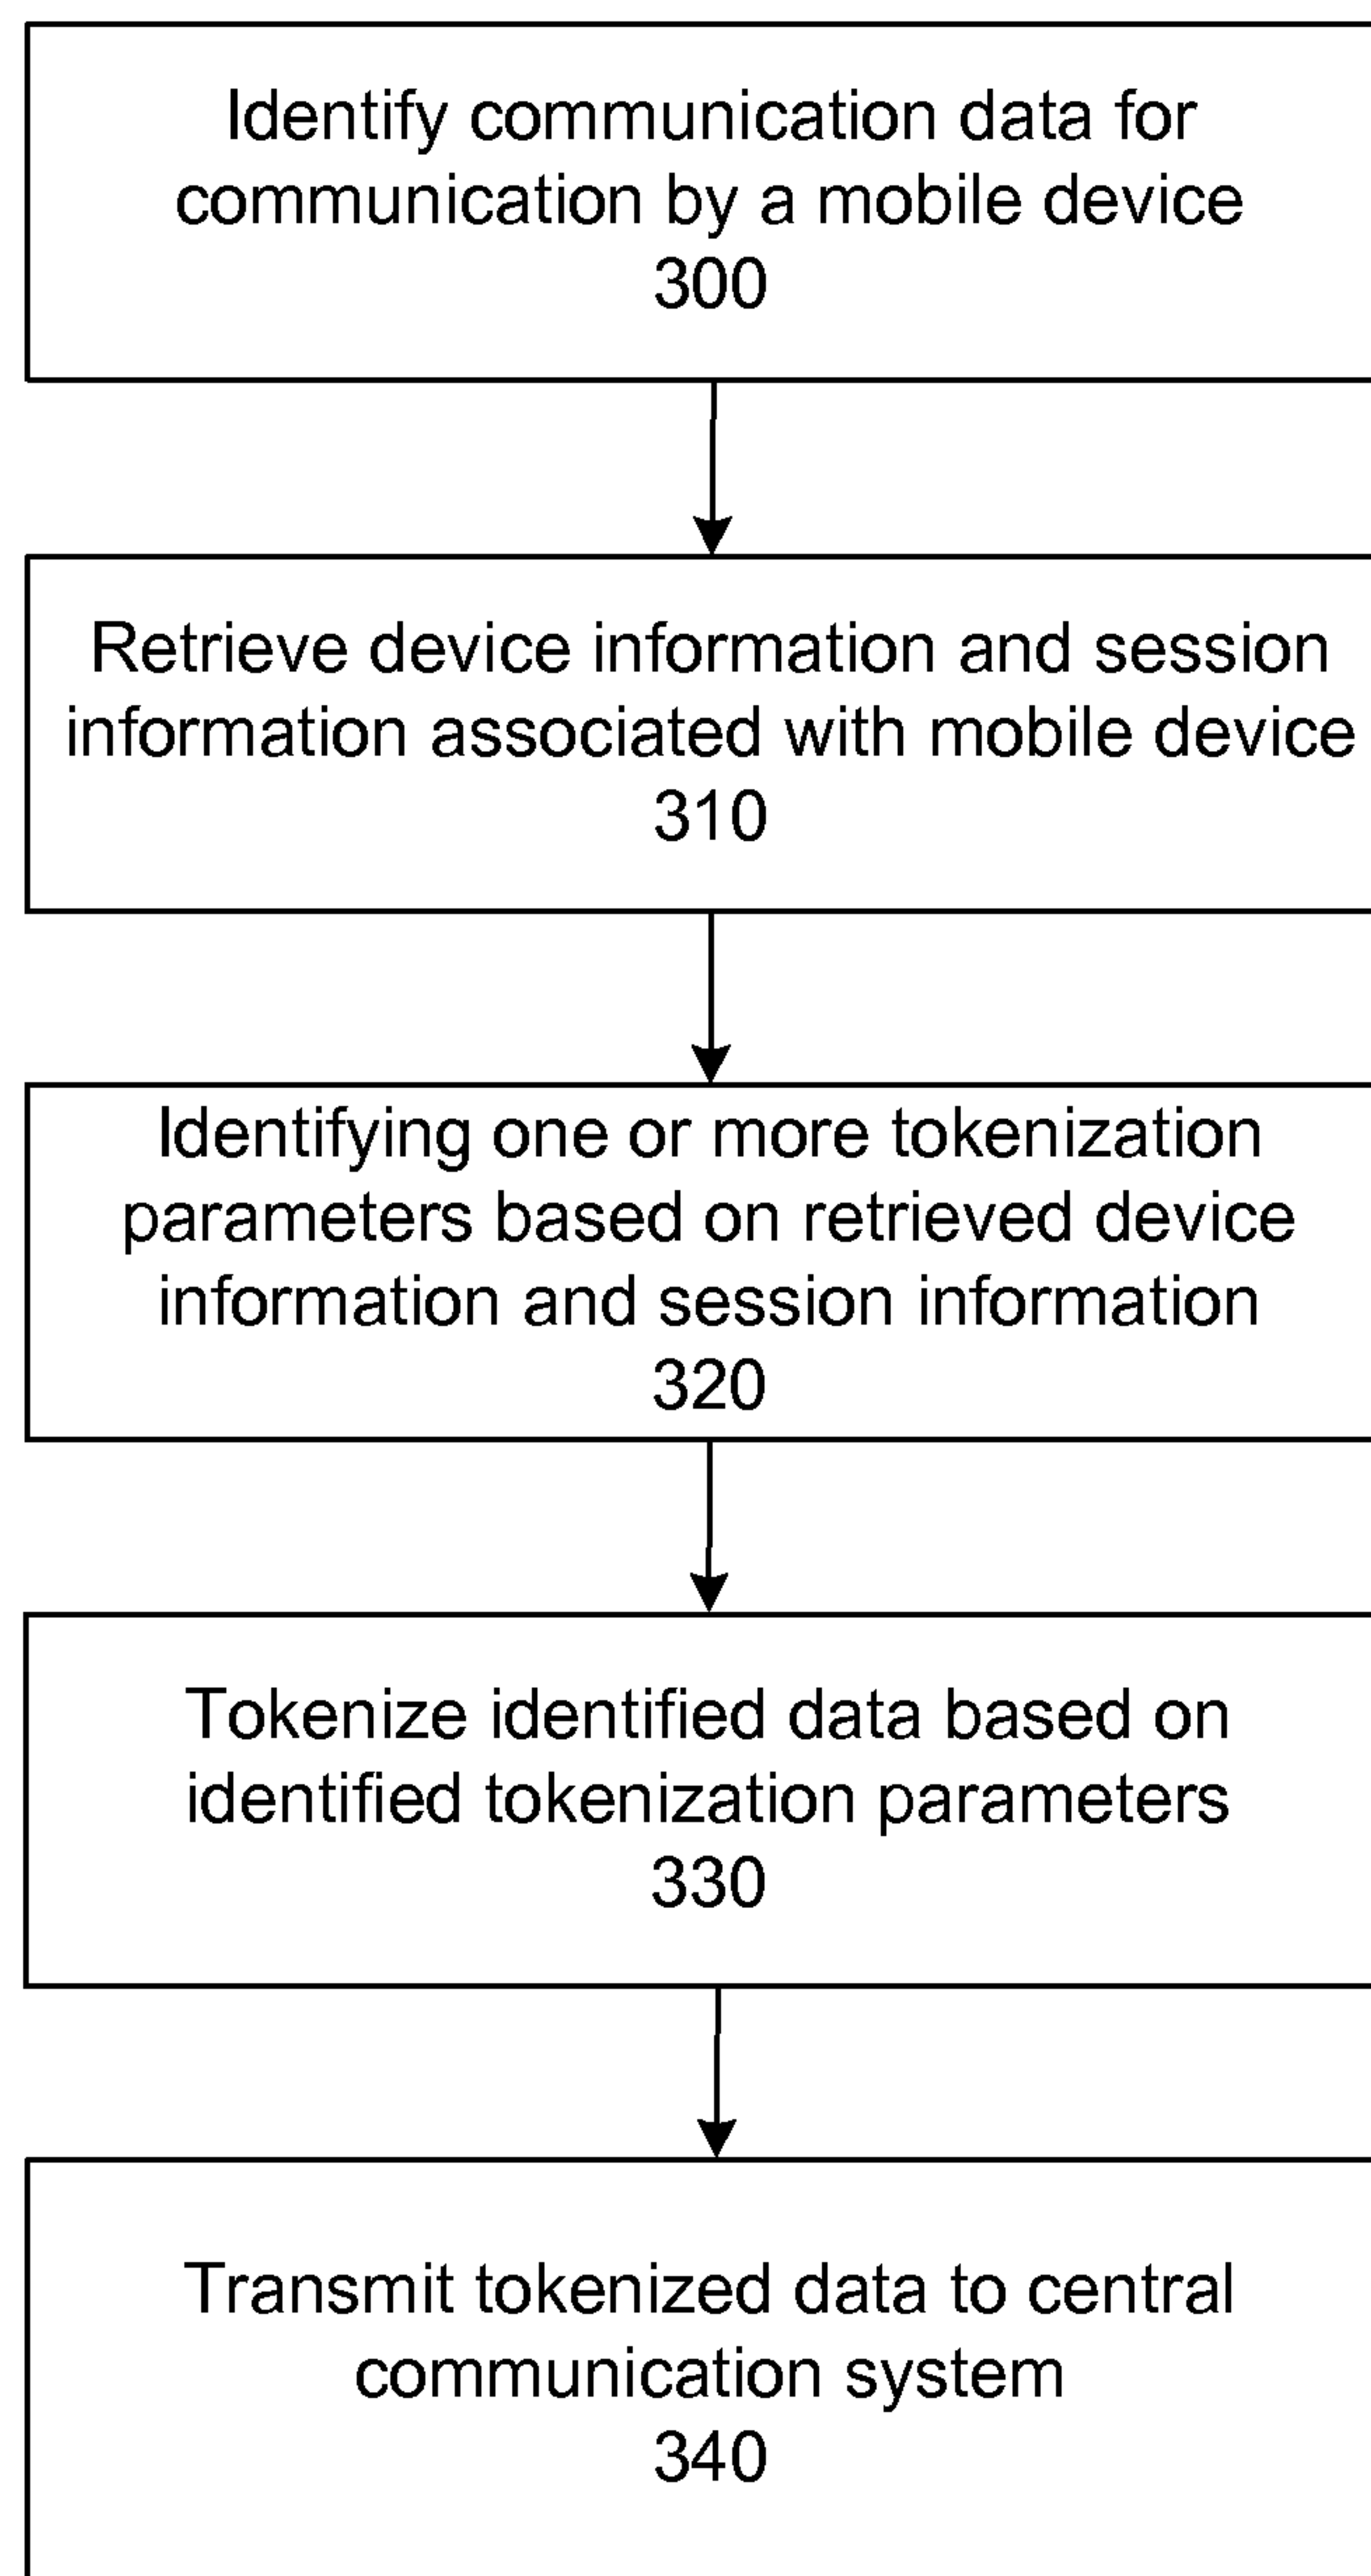 Identify communication data for
communication by a mobile device
300
Retrieve device information and session
information associated with mobile device
310
Identifying one or more tokenization
parameters based on retrieved device
information and session information
320
Tokenize identified data based on
identified tokenization parameters
330
Transmit tokenized data to central
communication system
340